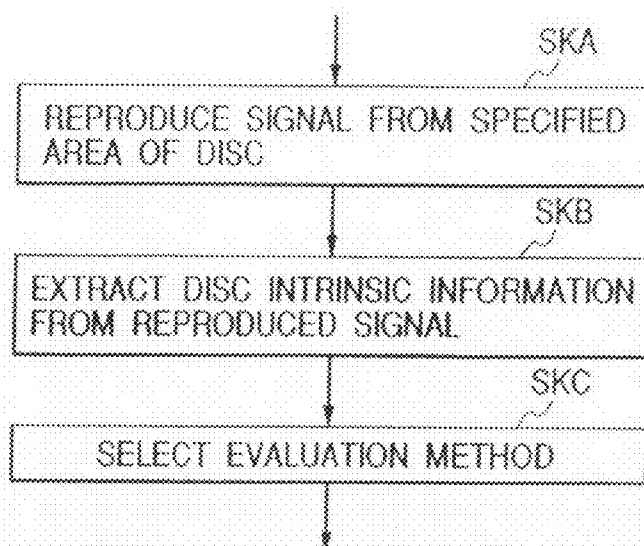 SKA
REPRODUCE SIGNAL FROM SPECIFIED
AREA OF DISC
SKB
EXTRACT DISC INTRINSIC INFORMATION
FROM REPRODUCED SIGNAL
SKC
SELECT EVALUATION METHOD